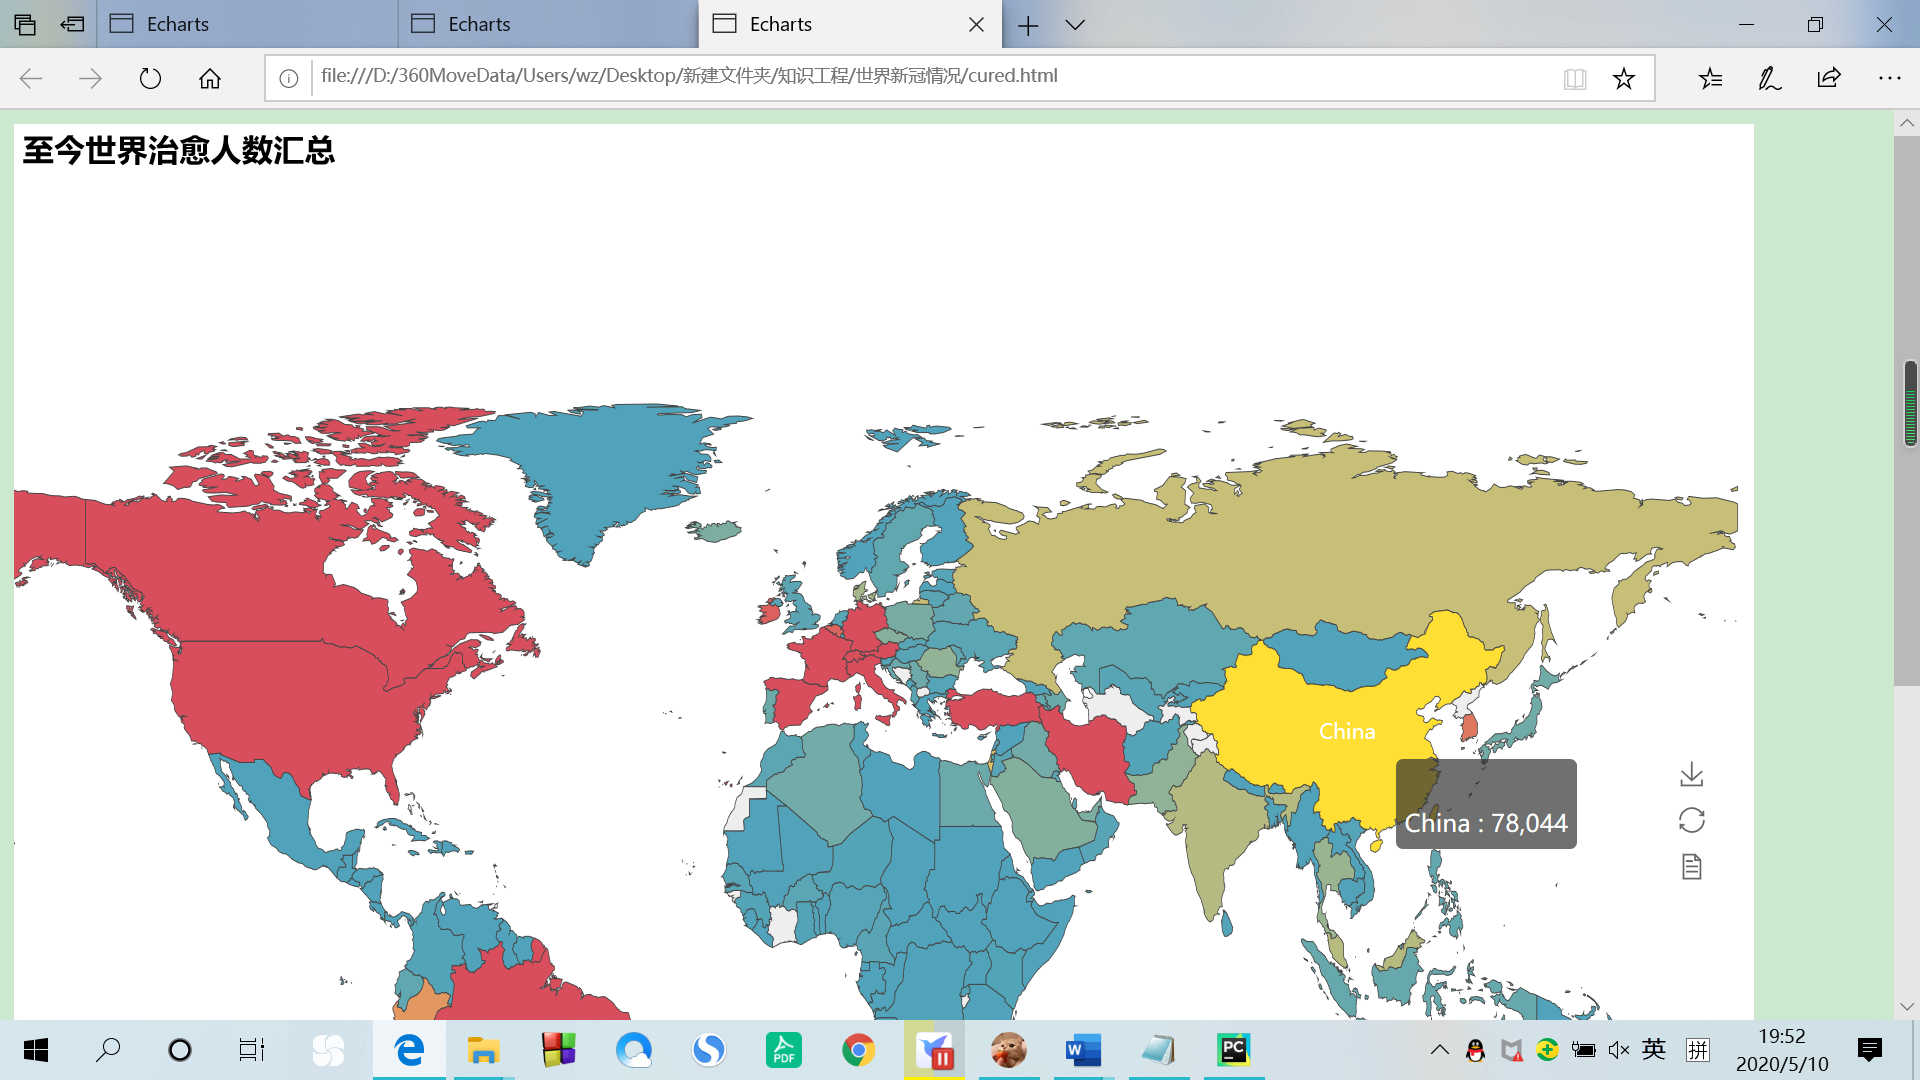 Echarts
Echarts
Echarts
file:///D:/360MoveData/Users/wz/Desktop/新建文件夹/知识工程/世界新冠情况/cured.html
至今世界治愈人数汇总
China
China : 78,044
PDF
W
PC
英
拼
19:52
2020/5/10